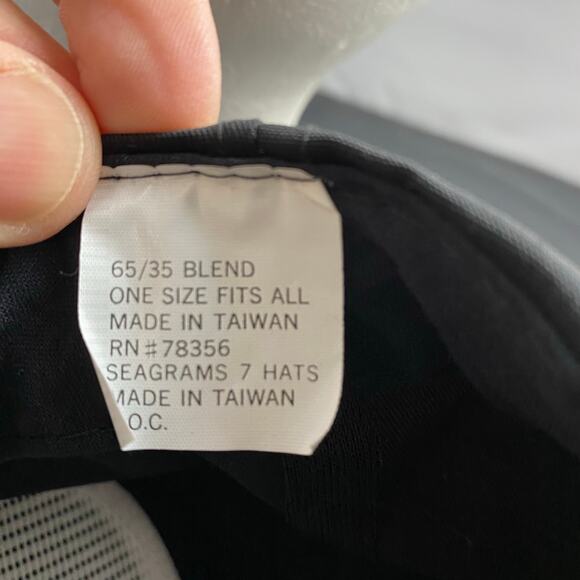 65/35 BLEND
ONE SIZE FITS ALL
MADE IN TAIWAN
RN #78356
SEAGRAMS 7 HATS
MADE IN TAIWAN
O.C.